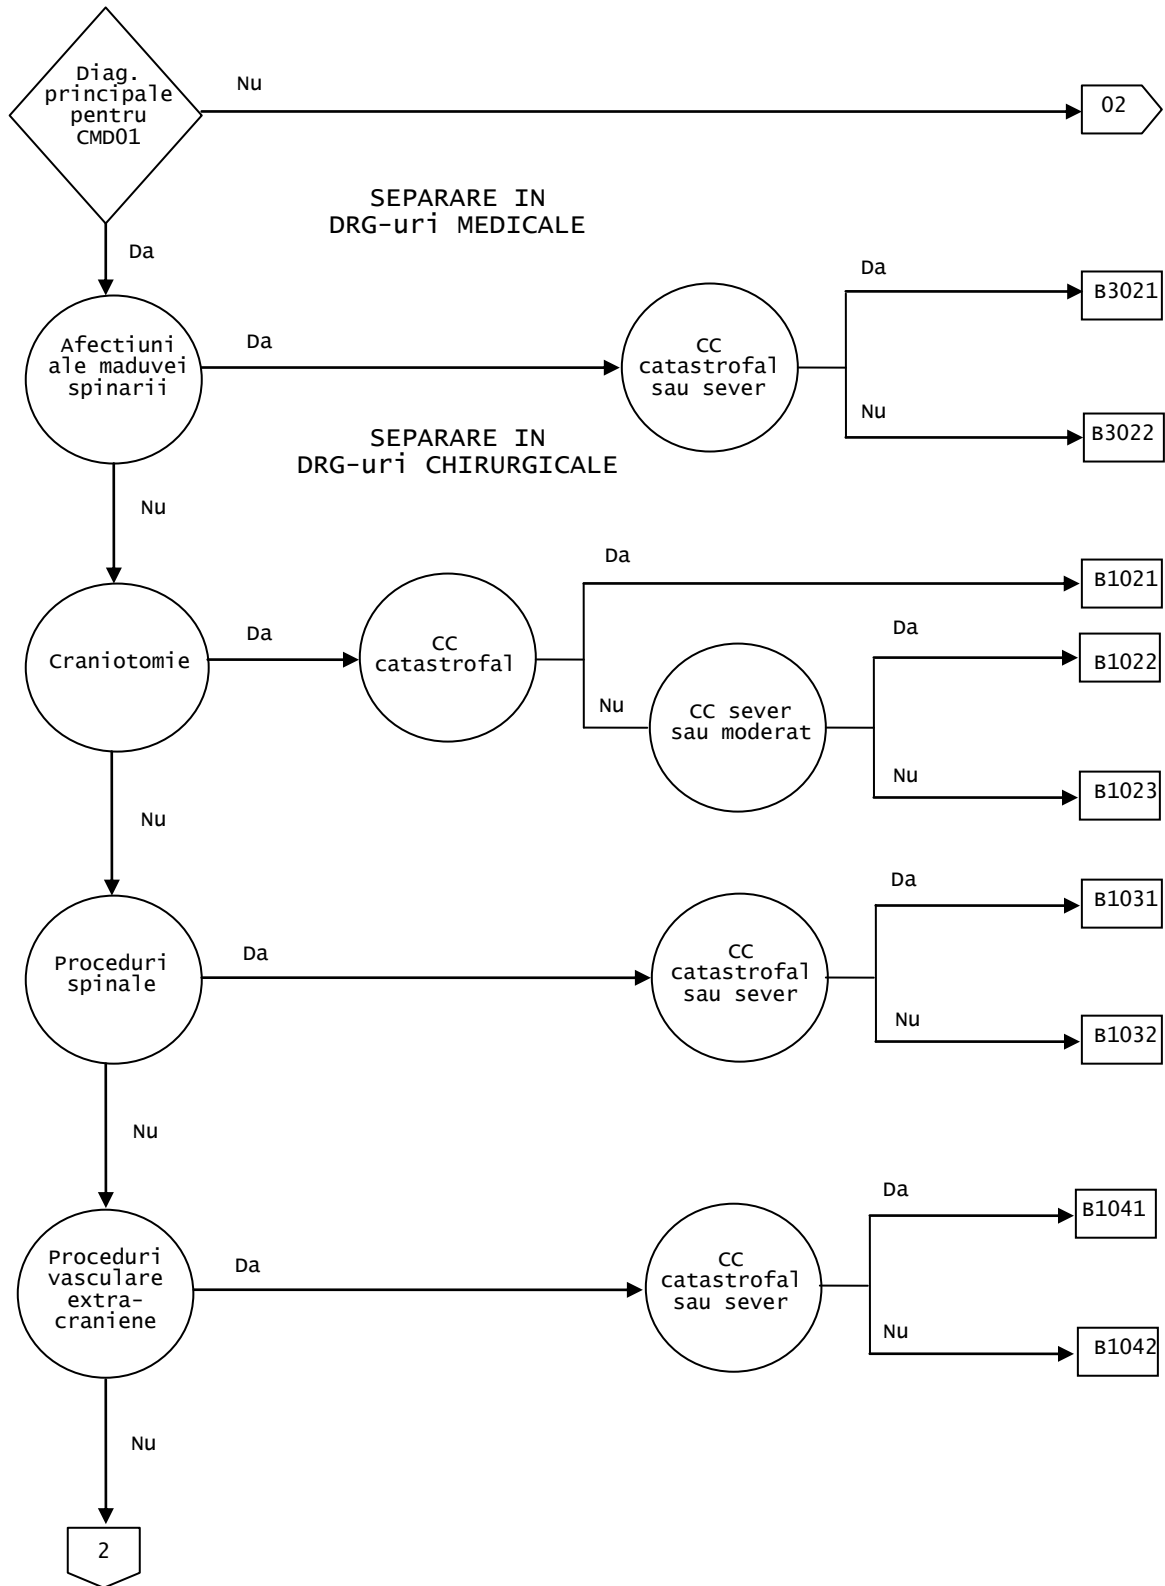 Diag.
principale
pentru
CMD01
Nu
02
SEPARARE IN
DRG-uri MEDICALE
Da
Afectiuni
ale maduvei
spinarii
Da
CC
catastrofal
sau sever
Da
B3021
Nu
B3022
SEPARARE IN
DRG-uri CHIRURGICALE
Nu
Craniotomie
Da
CC
catastrofal
Da
B1021
Nu
CC sever
sau moderat
Da
B1022
Nu
B1023
Nu
Proceduri
spinale
Da
CC
catastrofal
sau sever
Da
B1031
Nu
B1032
Nu
Proceduri
vasculare
extra-
craniene
Da
CC
catastrofal
sau sever
Da
B1041
Nu
B1042
Nu
2